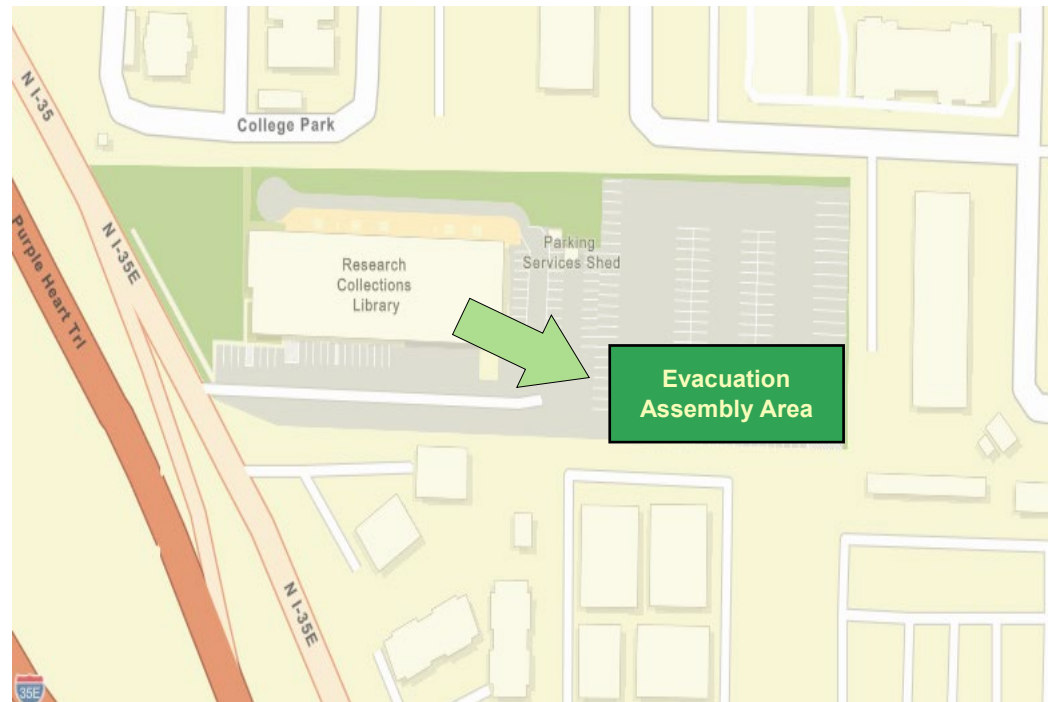 N I-35
College Park
N I-35E
Purple Heart Trl
Parking
Services Shed
Research
Collections
Library
Evacuation
Assembly Area
N I-35E
35E